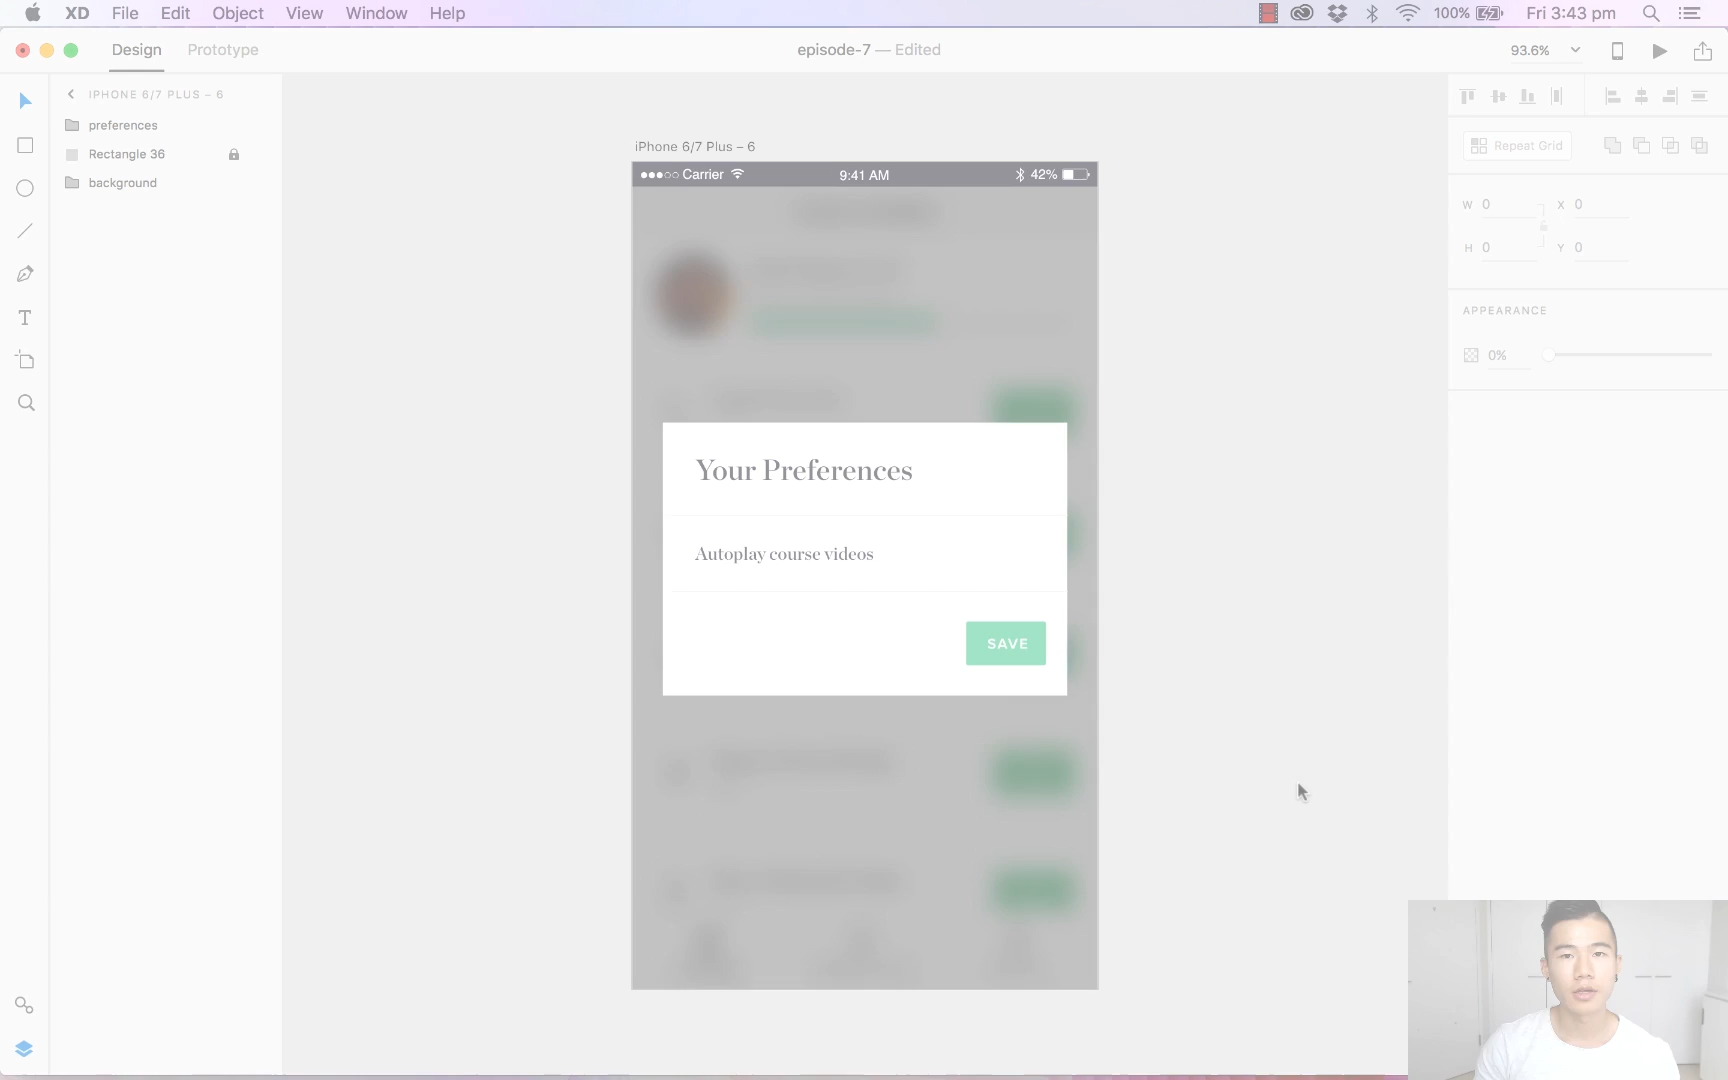 XD File Edit Object View Window Help
100% Fri 3:43 pm
Design Prototype
episode-7 — Edited
93.6%
IPHONE 6/7 PLUS – 6
preferences
Rectangle 36
background
iPhone 6/7 Plus – 6
Carrier 9:41 AM 42%
Your Preferences
Autoplay course videos
SAVE
Repeat Grid
W 0 X 0
H 0 Y 0
APPEARANCE
0%